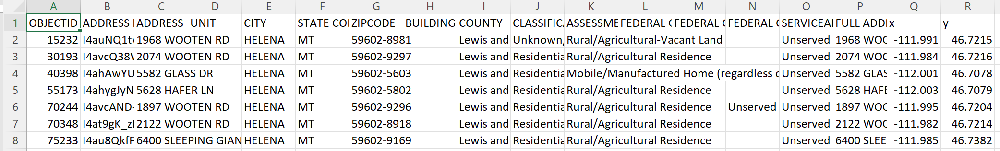 A B C D E F G H I J K L M N O P Q R
1 OBJECTID ADDRESS ADDRESS UNIT CITY STATE COI ZIPCODE BUILDING COUNTY CLASSIFICA ASSESSME FEDERAL C FEDERAL C FEDERAL C SERVICEAI FULL ADDI x y
2 15232 I4auNQ1tv 1968 WOOTEN RD HELENA MT 59602-8981 Lewis and Unknown/ Rural/Agricultural-Vacant Land Unserved 1968 WOO -111.991 46.7215
3 30193 I4avcQ38V 2074 WOOTEN RD HELENA MT 59602-9297 Lewis and Residentia Rural/Agricultural Residence Unserved 2074 WOO -111.984 46.7216
4 40398 I4ahAwYU 5582 GLASS DR HELENA MT 59602-5603 Lewis and Residentia Mobile/Manufactured Home (regardless o Unserved 5582 GLAS -112.001 46.7078
5 55173 I4ahygJyN 5628 HAFER LN HELENA MT 59602-5802 Lewis and Residentia Rural/Agricultural Residence Unserved 5628 HAFE -112.003 46.7079
6 70244 I4avcAND- 1897 WOOTEN RD HELENA MT 59602-9296 Lewis and Residentia Rural/Agricultural Residence Unserved Unserved 1897 WOO -111.995 46.7204
7 70348 I4at9gK_zI 2122 WOOTEN RD HELENA MT 59602-8918 Lewis and Residentia Rural/Agricultural Residence Unserved 2122 WOO -111.982 46.7214
8 75233 I4au8QkfF 6400 SLEEPING GIAN HELENA MT 59602-9169 Lewis and Residentia Rural/Agricultural Residence Unserved 6400 SLEE -111.985 46.7382